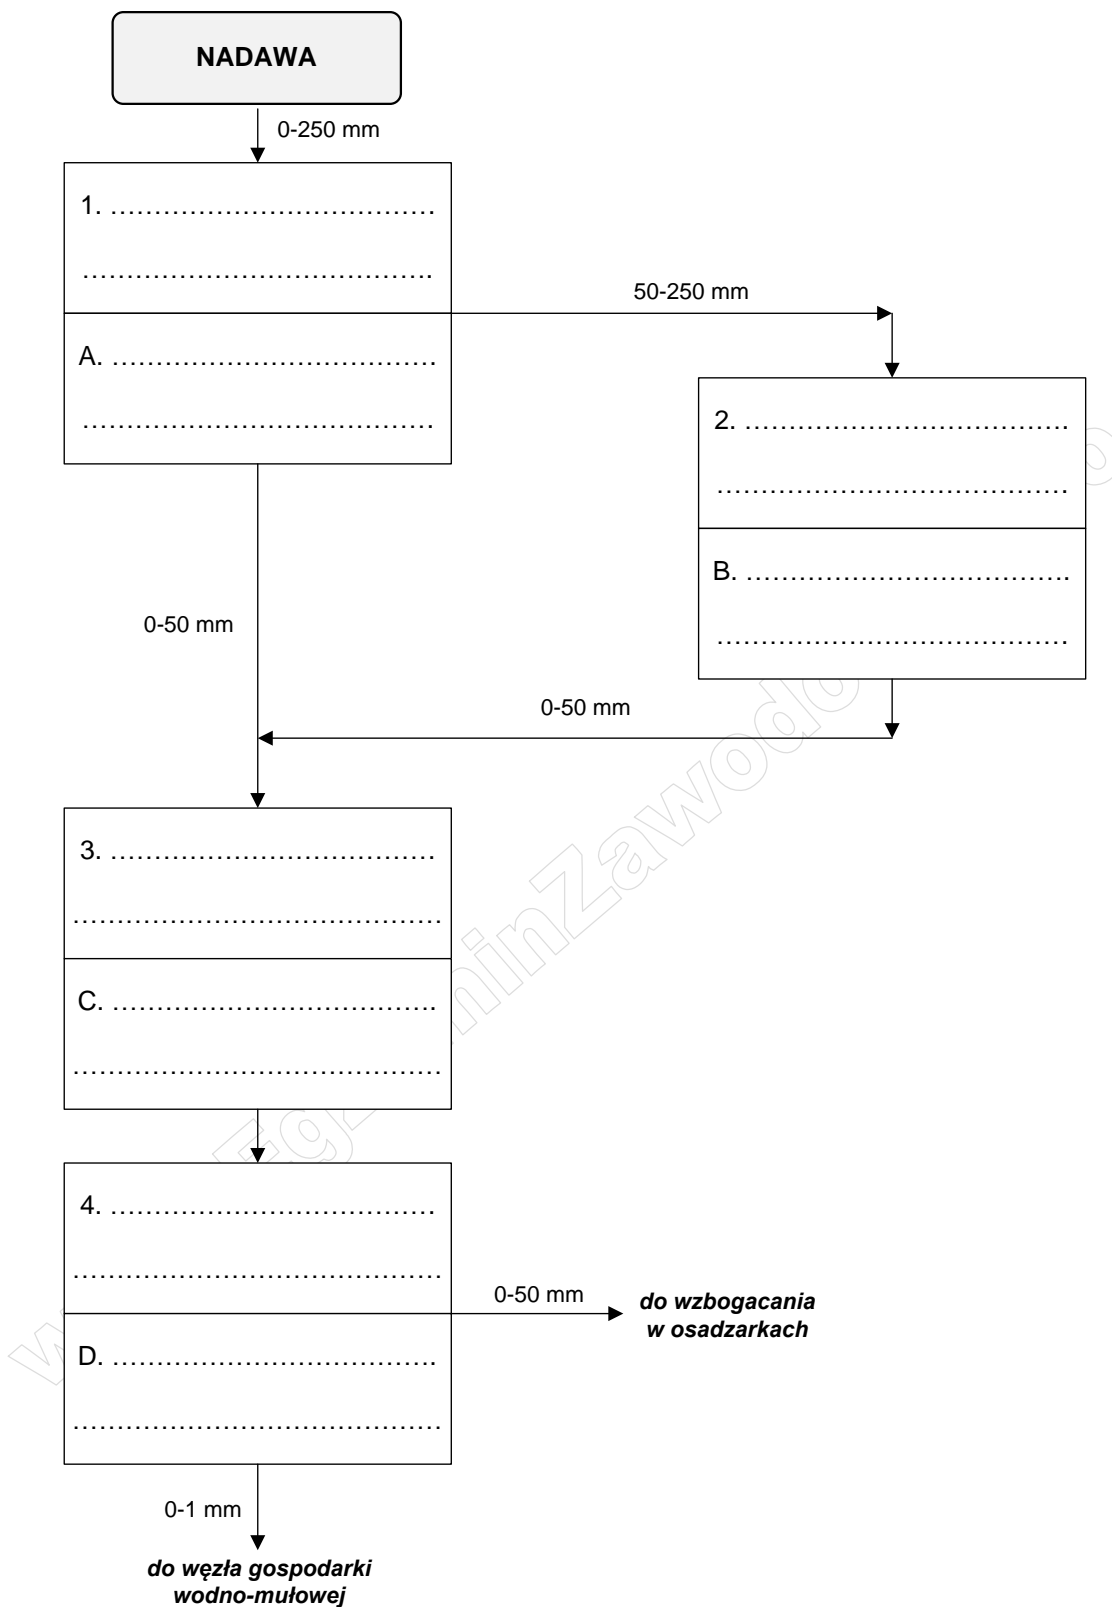 NADAWA
0-250 mm
1. ………………………………
………………………………….
50-250 mm
A. ………………………………
………………………………….
2. ……………………………….
………………………………….
B. ……………………………….
………………………………….
0-50 mm
0-50 mm
3. ………………………………
……………………………………
C. ……………………………….
……………………………………
4. ………………………………
……………………………………
0-50 mm
do wzbogacania
w osadzarkach
D. ……………………………….
……………………………………
0-1 mm
do węzła gospodarki
wodno-mułowej